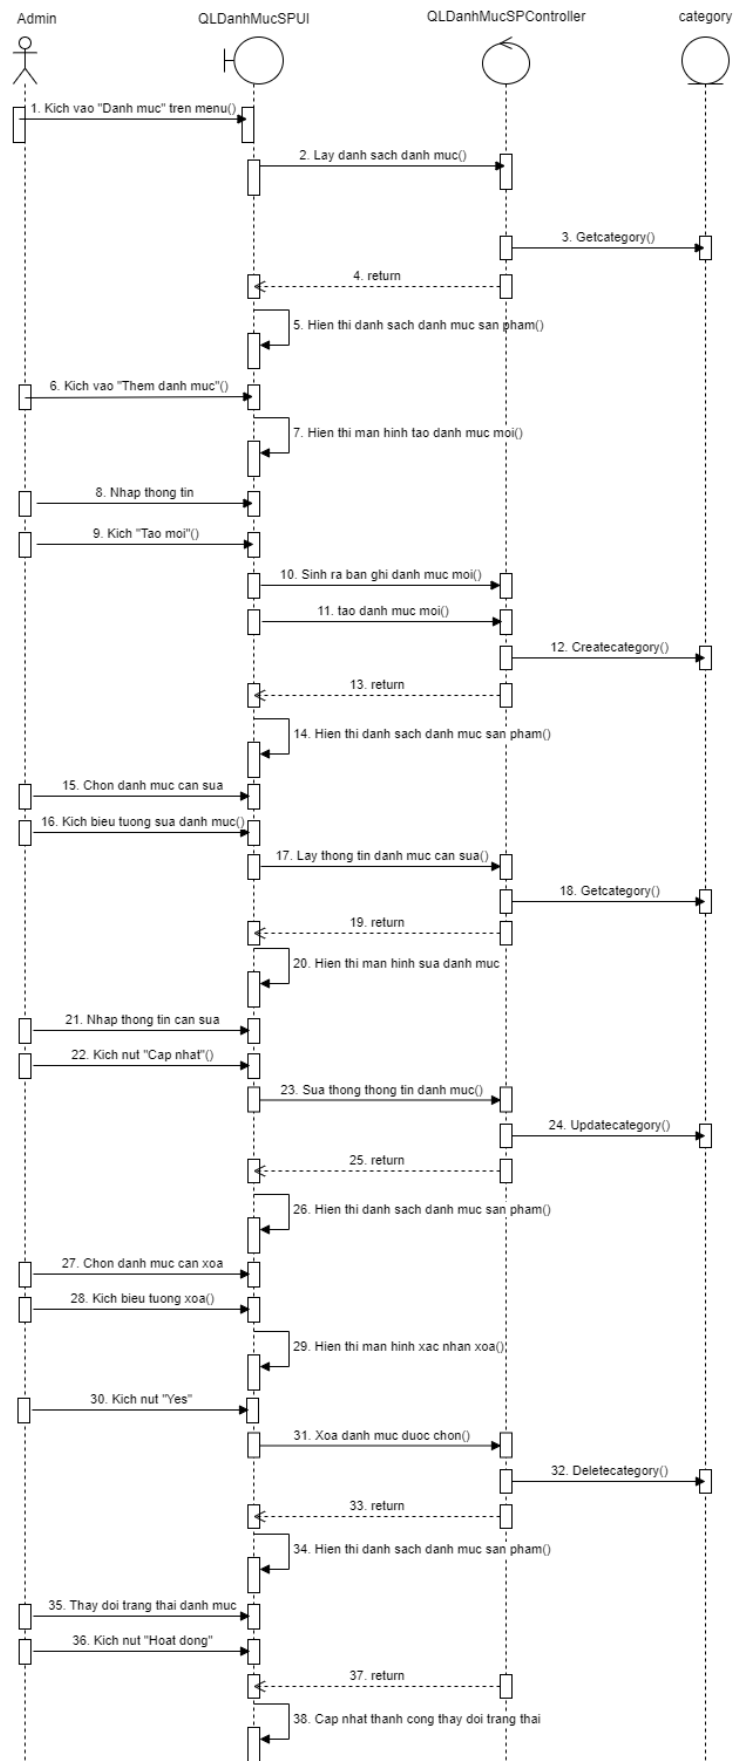 Admin
QLDanhMucSPUI
QLDanhMucSPController
category
1. Kich vao "Danh muc" tren menu()
2. Lay danh sach danh muc()
3. Getcategory()
4. return
5. Hien thi danh sach danh muc san pham()
6. Kich vao "Them danh muc"()
7. Hien thi man hinh tao danh muc moi()
8. Nhap thong tin
9. Kich "Tao moi"()
10. Sinh ra ban ghi danh muc moi()
11. tao danh muc moi()
12. Createcategory()
13. return
14. Hien thi danh sach danh muc san pham()
15. Chon danh muc can sua
16. Kich bieu tuong sua danh muc()
17. Lay thong tin danh muc can sua()
18. Getcategory()
19. return
20. Hien thi man hinh sua danh muc
21. Nhap thong tin can sua
22. Kich nut "Cap nhat"()
23. Sua thong thong tin danh muc()
24. Updatecategory()
25. return
26. Hien thi danh sach danh muc san pham()
27. Chon danh muc can xoa
28. Kich bieu tuong xoa()
29. Hien thi man hinh xac nhan xoa()
30. Kich nut "Yes"
31. Xoa danh muc duoc chon()
32. Deletecategory()
33. return
34. Hien thi danh sach danh muc san pham()
35. Thay doi trang thai danh muc
36. Kich nut "Hoat dong"
37. return
38. Cap nhat thanh cong thay doi trang thai